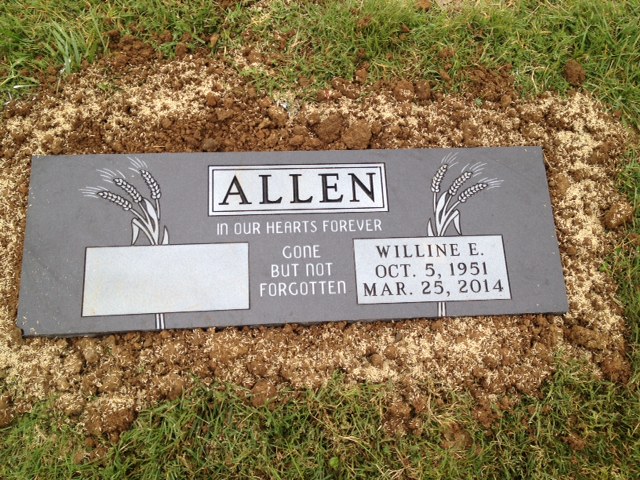 ALLEN
IN OUR HEARTS FOREVER
GONE
BUT NOT
FORGOTTEN
WILLINE E.
OCT. 5, 1951
MAR. 25, 2014